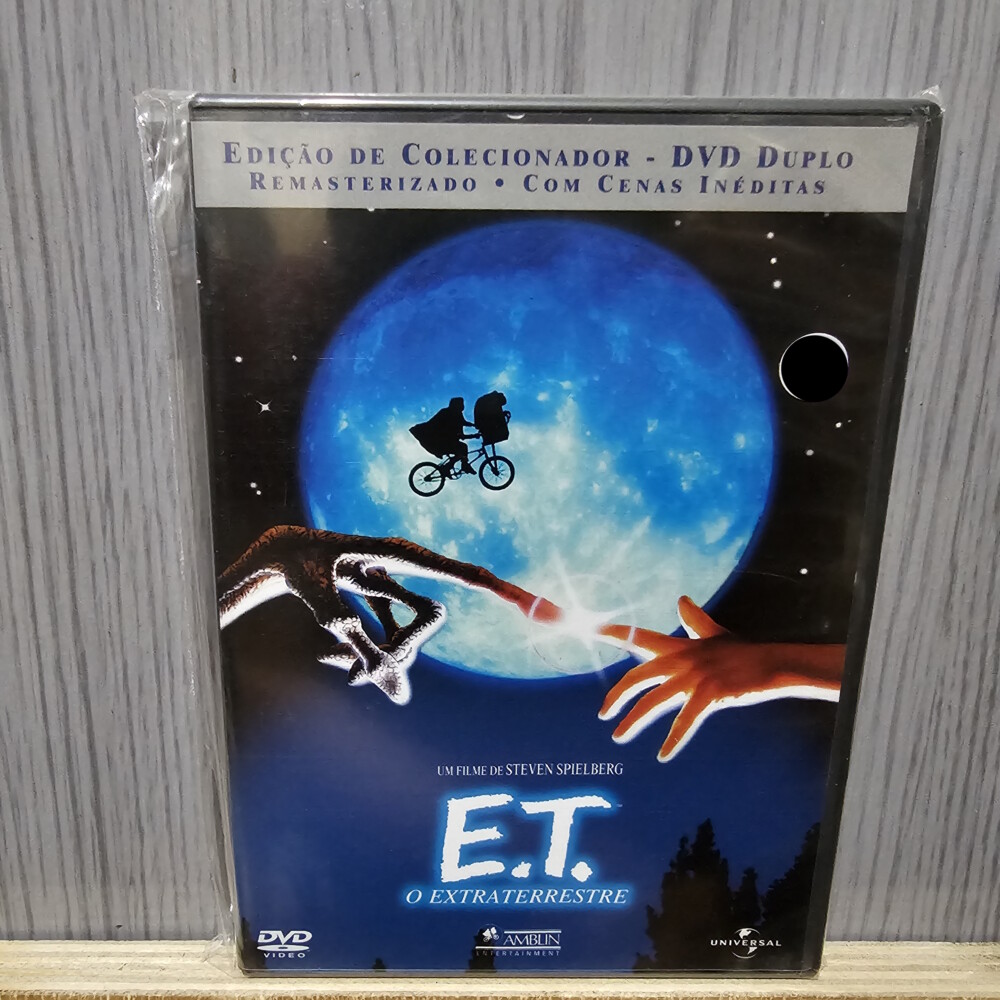 EDIÇÃO DE COLECIONADOR - DVD DUPLO
REMASTERIZADO • COM CENAS INÉDITAS
UM FILME DE STEVEN SPIELBERG
E.T.
O EXTRATERRESTRE
DVD
VIDEO
AMBLIN
ENTERTAINMENT
UNIVERSAL